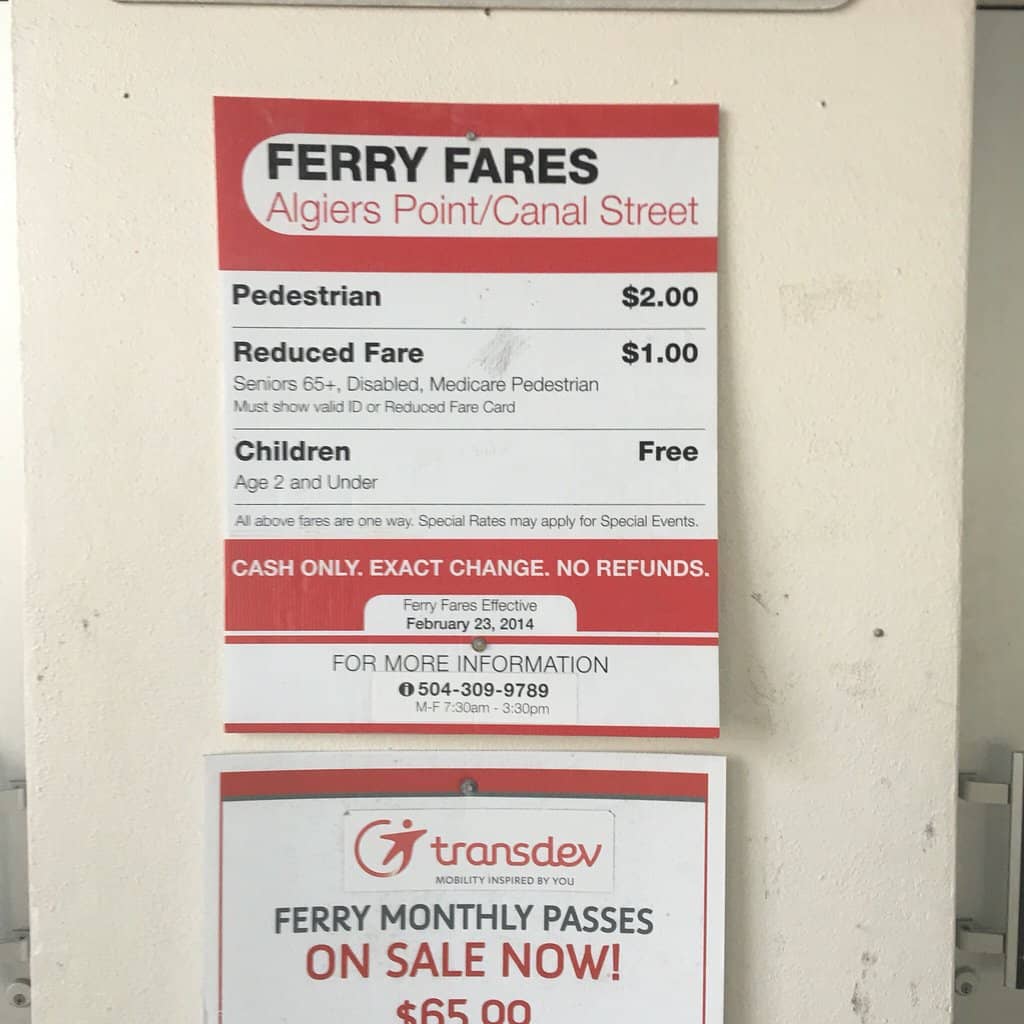 FERRY FARES
Algiers Point/Canal Street
Pedestrian $2.00
Reduced Fare $1.00
Seniors 65+, Disabled, Medicare Pedestrian
Must show valid ID or Reduced Fare Card
Children Free
Age 2 and Under
All above fares are one way. Special Rates may apply for Special Events.
CASH ONLY. EXACT CHANGE. NO REFUNDS.
Ferry Fares Effective
February 23, 2014
FOR MORE INFORMATION
504-309-9789
M-F 7:30am - 3:30pm
transdev
MOBILITY INSPIRED BY YOU
FERRY MONTHLY PASSES
ON SALE NOW!
$65.00